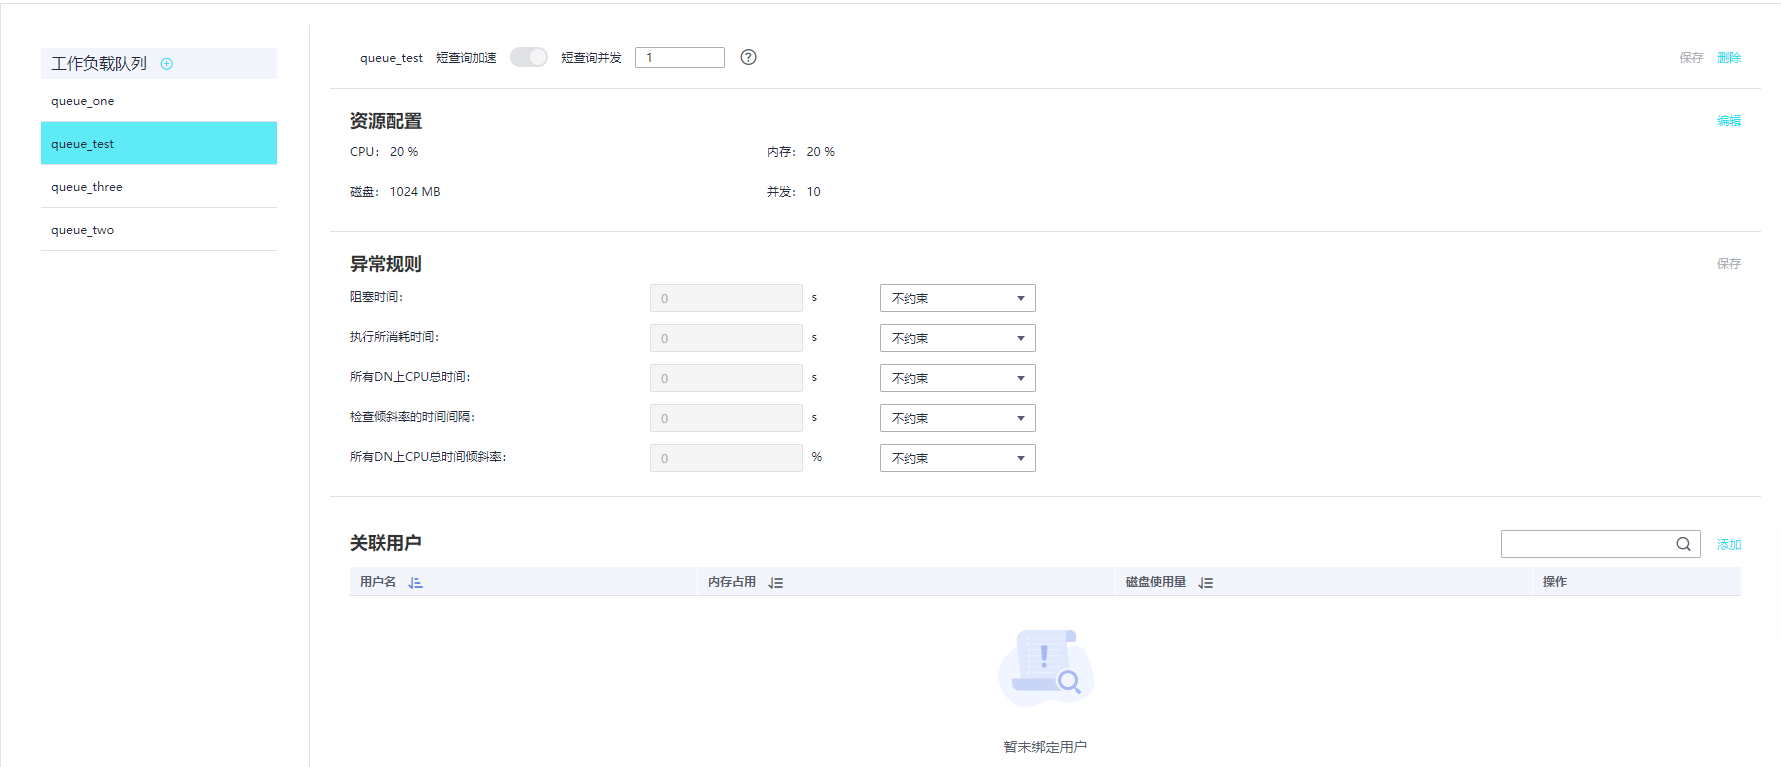 工作负载队列
queue_one
queue_test
queue_three
queue_two
queue_test 短查询加速 短查询并发 1 ? 保存 删除
资源配置 编辑
CPU： 20 % 内存： 20 %
磁盘： 1024 MB 并发： 10
异常规则 保存
阻塞时间： 0 s 不约束
执行所消耗时间： 0 s 不约束
所有DN上CPU总时间： 0 s 不约束
检查倾斜率的时间间隔： 0 s 不约束
所有DN上CPU总时间倾斜率： 0 % 不约束
关联用户 添加
用户名 内存占用 磁盘使用量 操作
暂未绑定用户